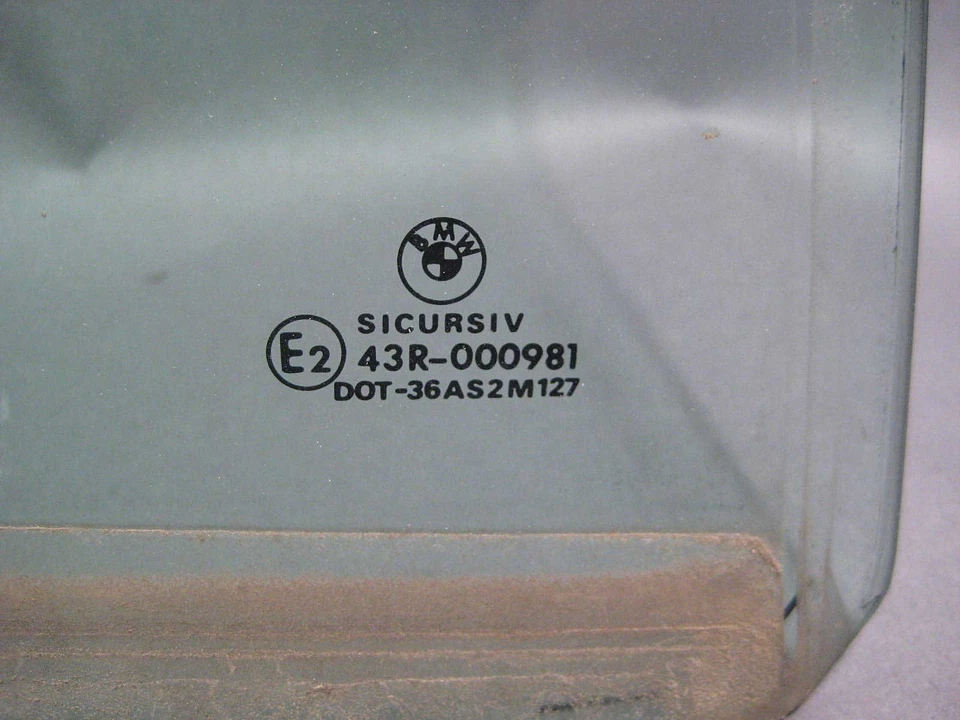 BMW
SICURSIV
E2 43R-000981
DOT-36AS2M127